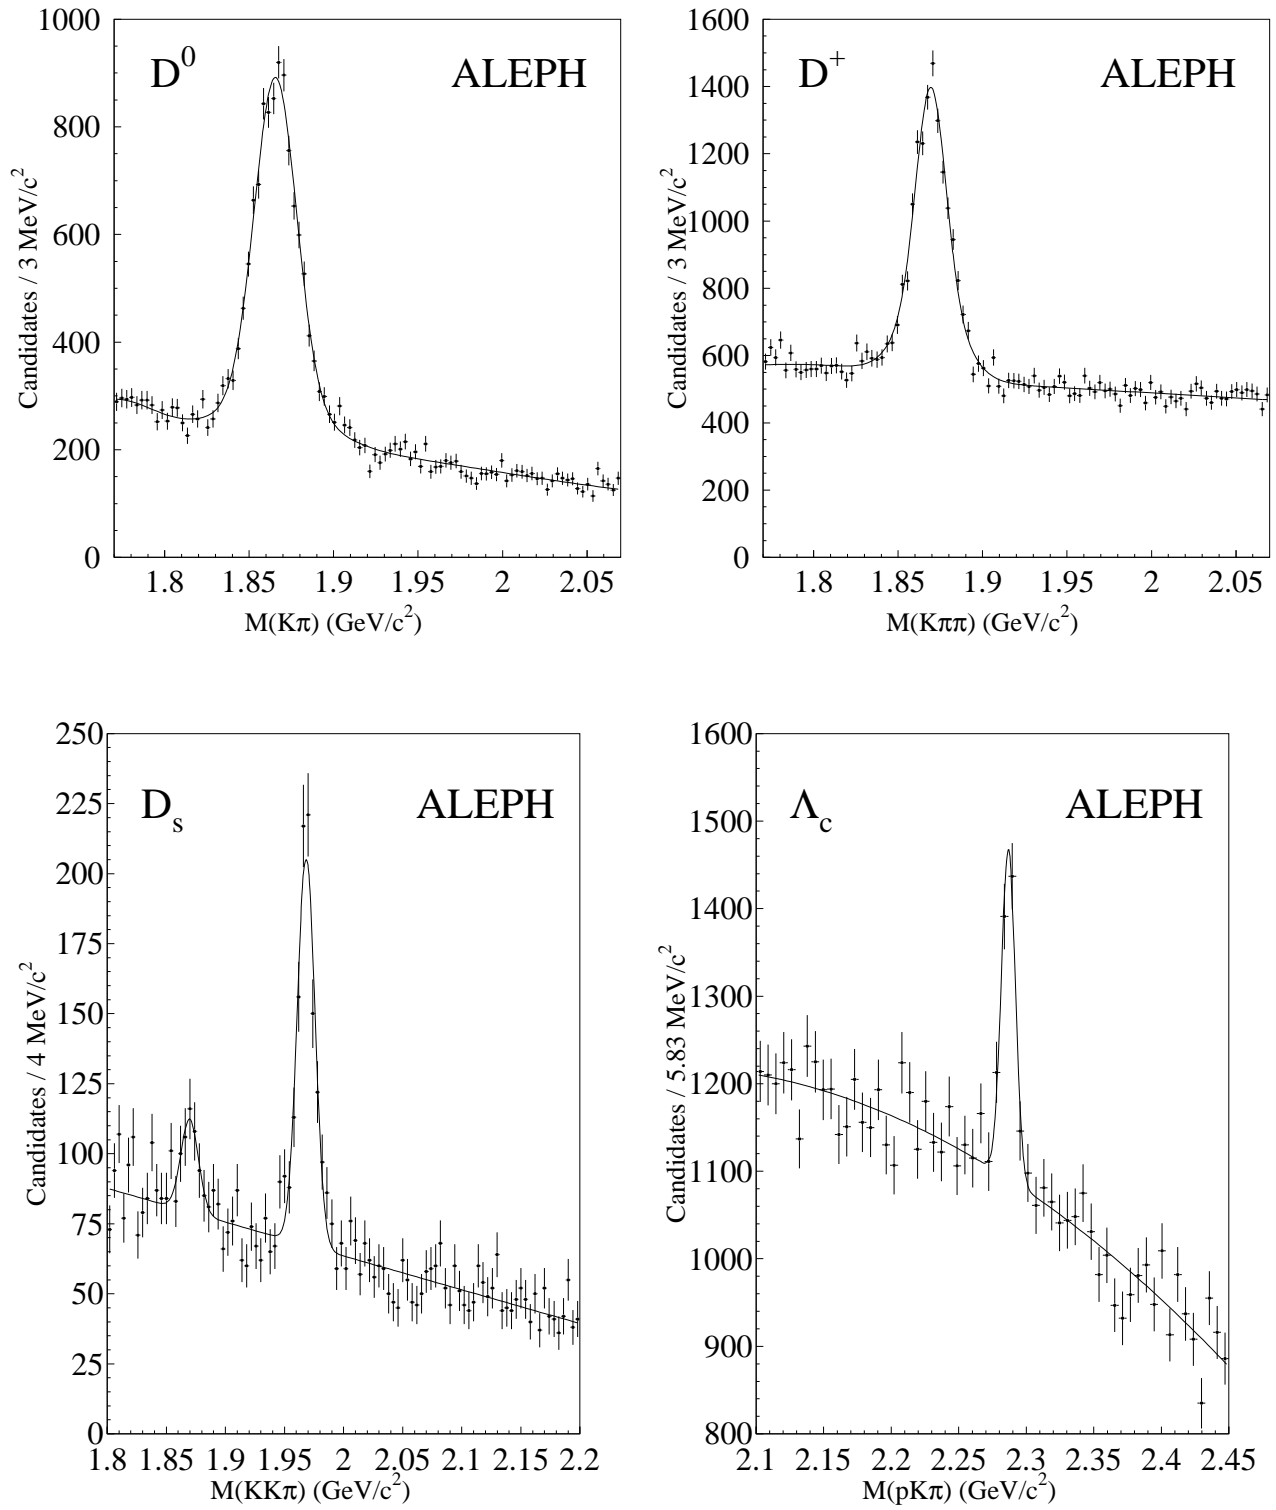 D⁰ ALEPH
Candidates / 3 MeV/c²
1000
800
600
400
200
0
1.8 1.85 1.9 1.95 2 2.05
M(Kπ) (GeV/c²)
D⁺ ALEPH
Candidates / 3 MeV/c²
1600
1400
1200
1000
800
600
400
200
0
1.8 1.85 1.9 1.95 2 2.05
M(Kππ) (GeV/c²)
Dₛ ALEPH
Candidates / 4 MeV/c²
250
225
200
175
150
125
100
75
50
25
0
1.8 1.85 1.9 1.95 2 2.05 2.1 2.15 2.2
M(KKπ) (GeV/c²)
Λc ALEPH
Candidates / 5.83 MeV/c²
1600
1500
1400
1300
1200
1100
1000
900
800
2.1 2.15 2.2 2.25 2.3 2.35 2.4 2.45
M(pKπ) (GeV/c²)